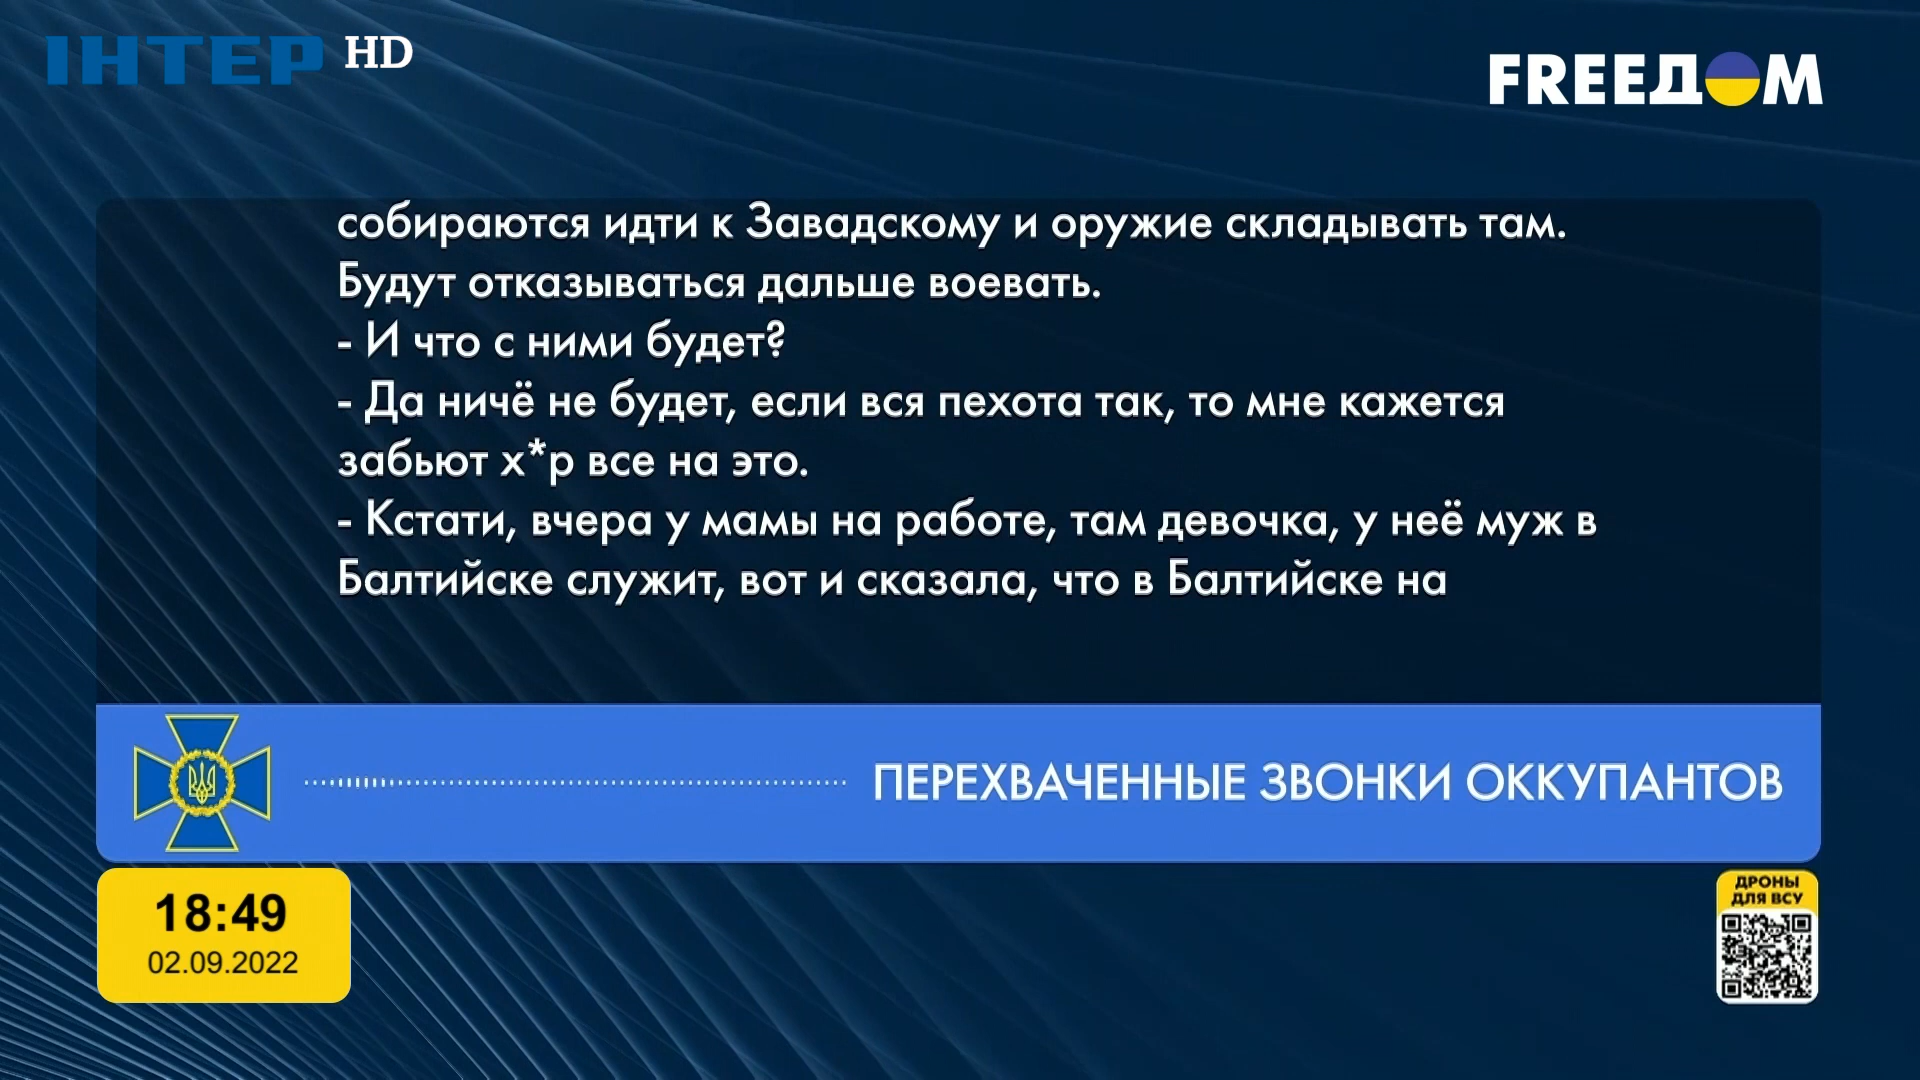 ІНТЕР HD
FREEДOM
собираются идти к Завадскому и оружие складывать там.
Будут отказываться дальше воевать.
- И что с ними будет?
- Да ничё не будет, если вся пехота так, то мне кажется
забьют х*р все на это.
- Кстати, вчера у мамы на работе, там девочка, у неё муж в
Балтийске служит, вот и сказала, что в Балтийске на
ПЕРЕХВАЧЕННЫЕ ЗВОНКИ ОККУПАНТОВ
18:49
02.09.2022
ДРОНЫ
ДЛЯ ВСУ